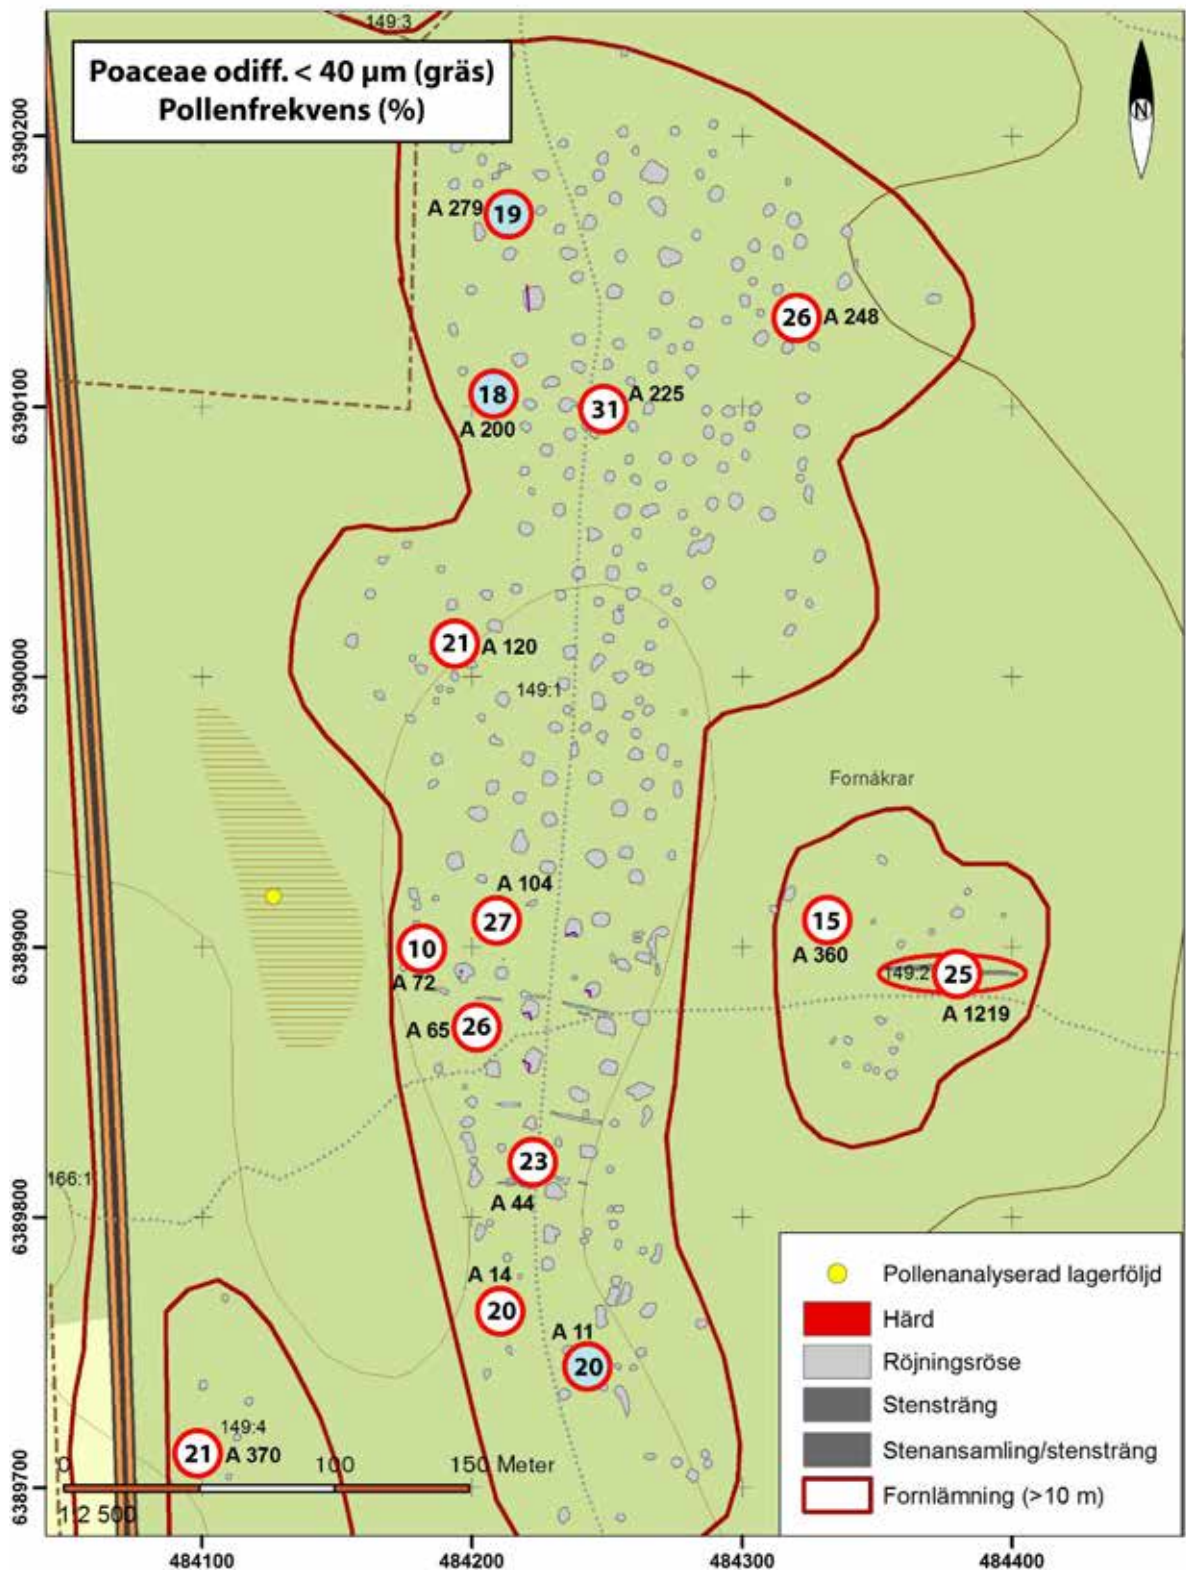 149:3
Poaceae odiff. < 40 µm (gräs)
Pollenfrekvens (%)
N
6390200
A 279 19
26 A 248
18
A 200
31 A 225
6390100
21 A 120
149:1
6390000
Fornåkrar
A 104
27
10
A 72
15
A 360
6389900
149:2 25
A 1219
A 65 26
23
A 44
166:1
6389800
A 14
20
A 11
20
149:4
21 A 370
0 100 150 Meter
1:2 500
6389700
Pollenanalyserad lagerföljd
Härd
Röjningsröse
Stensträng
Stenansamling/stensträng
Fornlämning (>10 m)
484100 484200 484300 484400